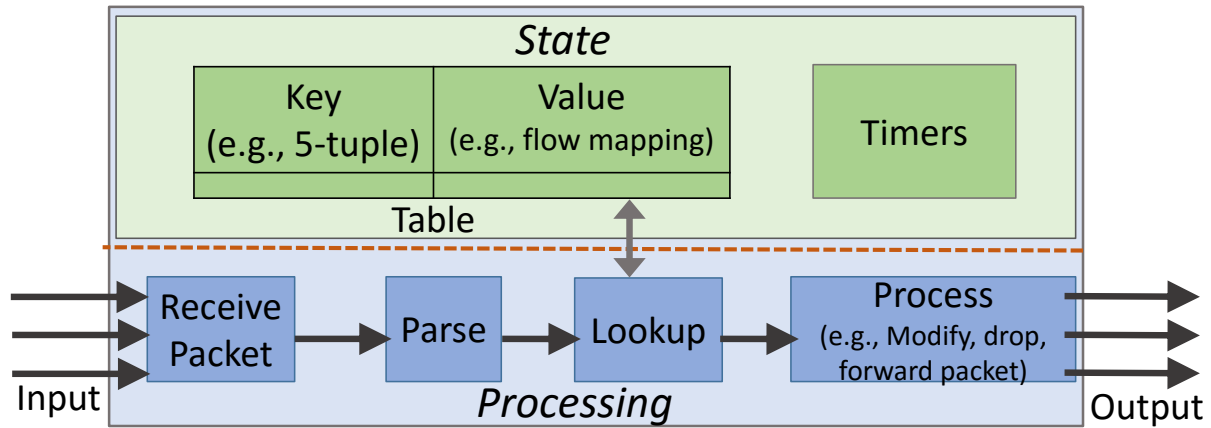 State
Key
(e.g., 5-tuple)
Value
(e.g., flow mapping)
Timers
Table
Receive
Packet
Parse
Lookup
Process
(e.g., Modify, drop,
forward packet)
Input
Processing
Output